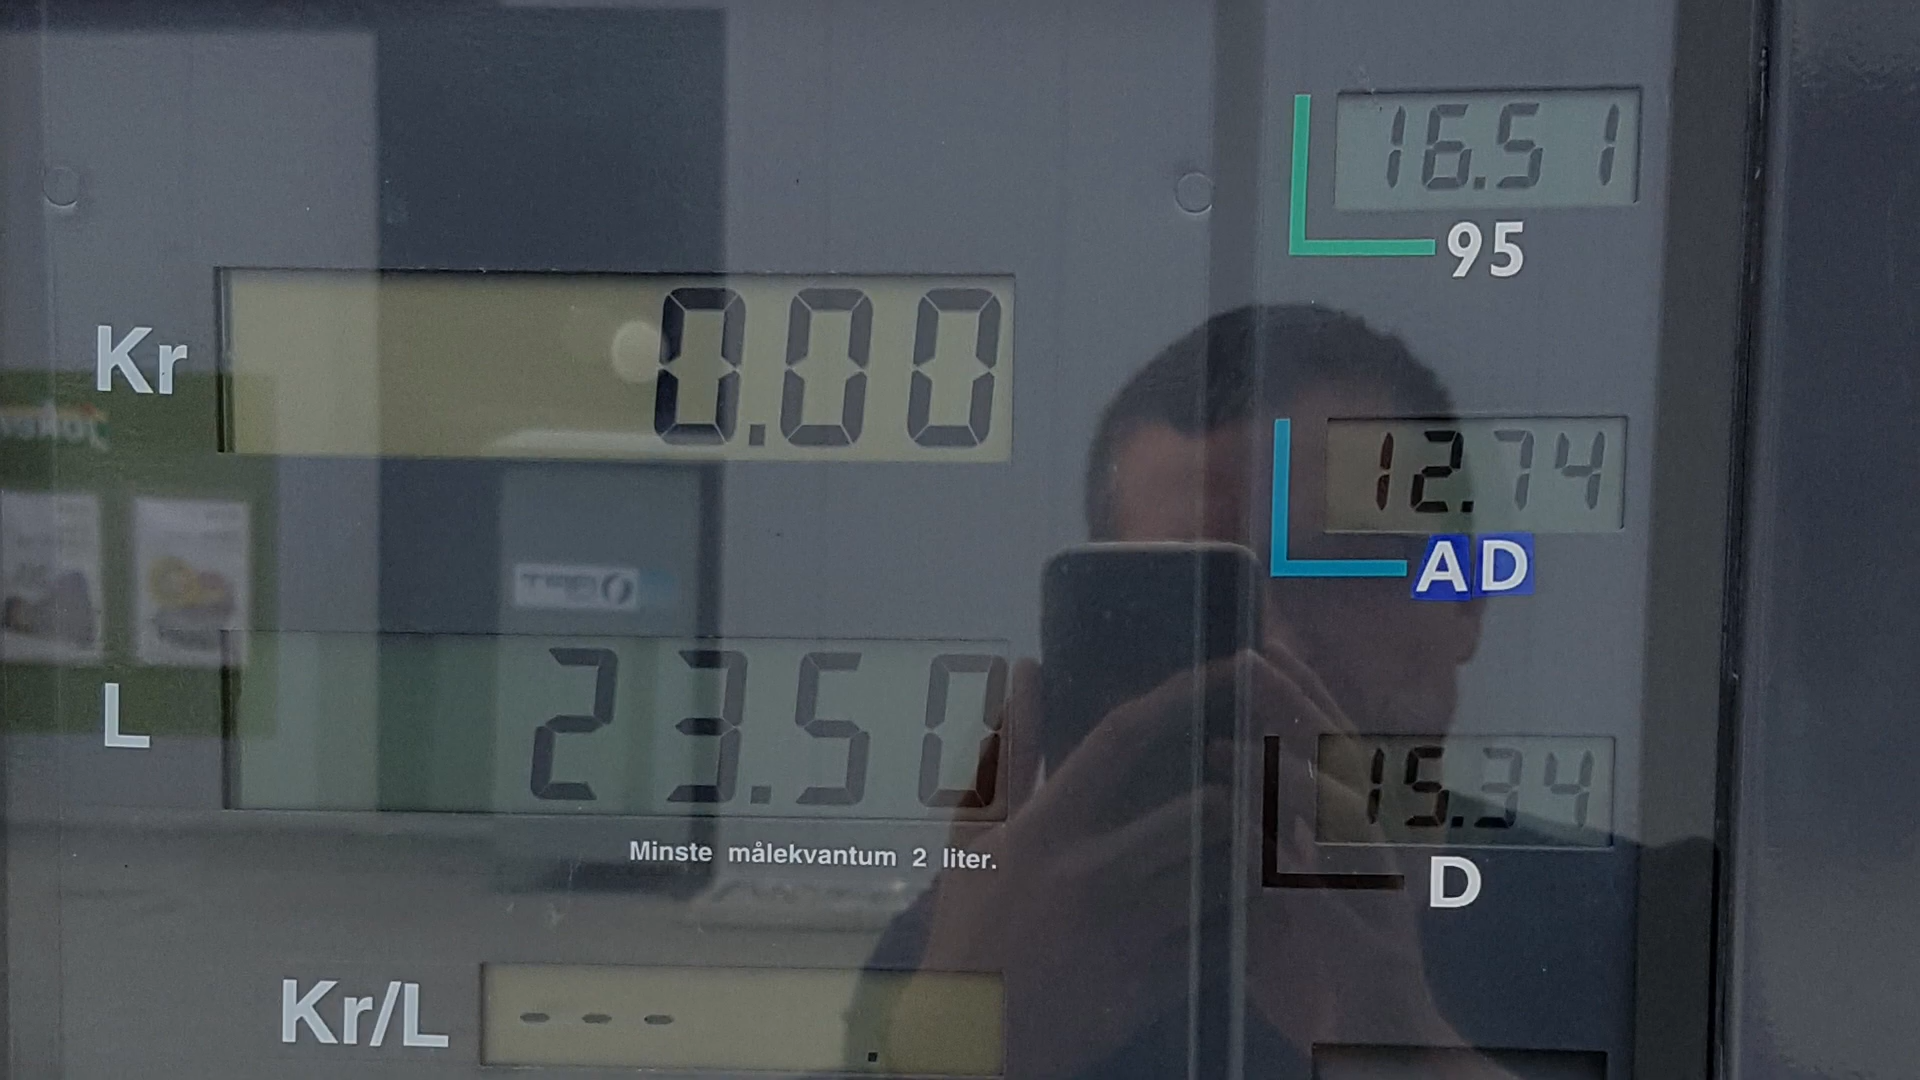 Kr 0.00
L 23.50
Minste målekvantum 2 liter.
Kr/L - - - .
16.51
95
12.74
AD
15.34
D